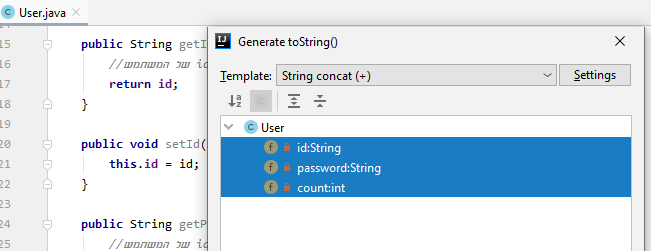 User.java
15 public String getI
16 //id של המשתמש
17 return id;
18 }
19
20 public void setId(
21 this.id = id;
22 }
23
24 public String getP
25 //id של המשתמש
Generate toString()
Template: String concat (+) Settings
User
id:String
password:String
count:int